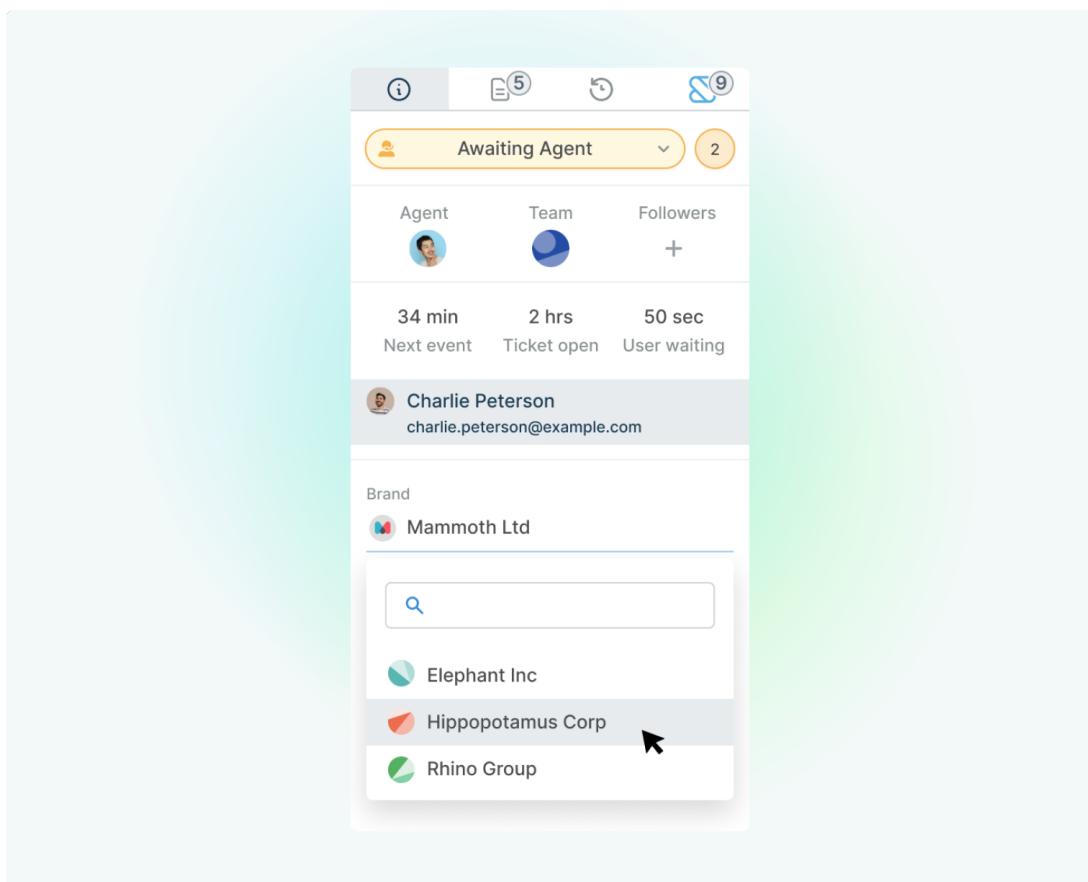 5
9
Awaiting Agent
2
Agent Team Followers
34 min 2 hrs 50 sec
Next event Ticket open User waiting
Charlie Peterson
charlie.peterson@example.com
Brand
Mammoth Ltd
Elephant Inc
Hippopotamus Corp
Rhino Group